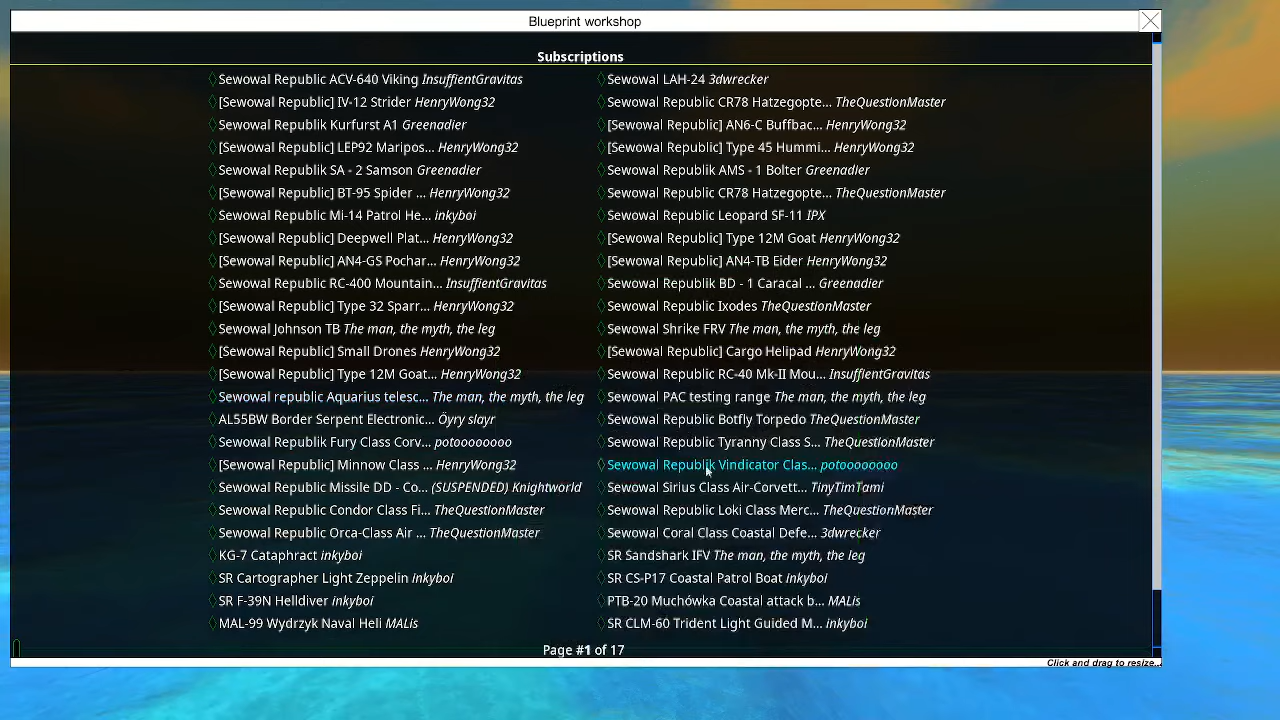 Blueprint workshop
Subscriptions
Sewowal Republic ACV-640 Viking InsuffientGravitas
Sewowal LAH-24 3dwrecker
[Sewowal Republic] IV-12 Strider HenryWong32
Sewowal Republic CR78 Hatzegopte... TheQuestionMaster
Sewowal Republik Kurfurst A1 Greenadier
[Sewowal Republic] AN6-C Buffbac... HenryWong32
[Sewowal Republic] LEP92 Maripos... HenryWong32
[Sewowal Republic] Type 45 Hummi... HenryWong32
Sewowal Republik SA - 2 Samson Greenadier
Sewowal Republik AMS - 1 Bolter Greenadier
[Sewowal Republic] BT-95 Spider ... HenryWong32
Sewowal Republic CR78 Hatzegopte... TheQuestionMaster
Sewowal Republic Mi-14 Patrol He... inkyboi
Sewowal Republic Leopard SF-11 IPX
[Sewowal Republic] Deepwell Plat... HenryWong32
[Sewowal Republic] Type 12M Goat HenryWong32
[Sewowal Republic] AN4-GS Pochar... HenryWong32
[Sewowal Republic] AN4-TB Eider HenryWong32
Sewowal Republic RC-400 Mountain... InsuffientGravitas
Sewowal Republik BD - 1 Caracal ... Greenadier
[Sewowal Republic] Type 32 Sparr... HenryWong32
Sewowal Republic Ixodes TheQuestionMaster
Sewowal Johnson TB The man, the myth, the leg
Sewowal Shrike FRV The man, the myth, the leg
[Sewowal Republic] Small Drones HenryWong32
[Sewowal Republic] Cargo Helipad HenryWong32
[Sewowal Republic] Type 12M Goat... HenryWong32
Sewowal Republic RC-40 Mk-II Mou... InsuffientGravitas
Sewowal republic Aquarius telesc... The man, the myth, the leg
Sewowal PAC testing range The man, the myth, the leg
AL55BW Border Serpent Electronic... Öyry slayr
Sewowal Republic Botfly Torpedo TheQuestionMaster
Sewowal Republik Fury Class Corv... potoooooooo
Sewowal Republic Tyranny Class S... TheQuestionMaster
[Sewowal Republic] Minnow Class ... HenryWong32
Sewowal Republik Vindicator Clas... potoooooooo
Sewowal Republic Missile DD - Co... (SUSPENDED) Knightworld
Sewowal Sirius Class Air-Corvett... TinyTimTami
Sewowal Republic Condor Class Fi... TheQuestionMaster
Sewowal Republic Loki Class Merc... TheQuestionMaster
Sewowal Republic Orca-Class Air ... TheQuestionMaster
Sewowal Coral Class Coastal Defe... 3dwrecker
KG-7 Cataphract inkyboi
SR Sandshark IFV The man, the myth, the leg
SR Cartographer Light Zeppelin inkyboi
SR CS-P17 Coastal Patrol Boat inkyboi
SR F-39N Helldiver inkyboi
PTB-20 Muchówka Coastal attack b... MALis
MAL-99 Wydrzyk Naval Heli MALis
SR CLM-60 Trident Light Guided M... inkyboi
Page #1 of 17
Click and drag to resize...